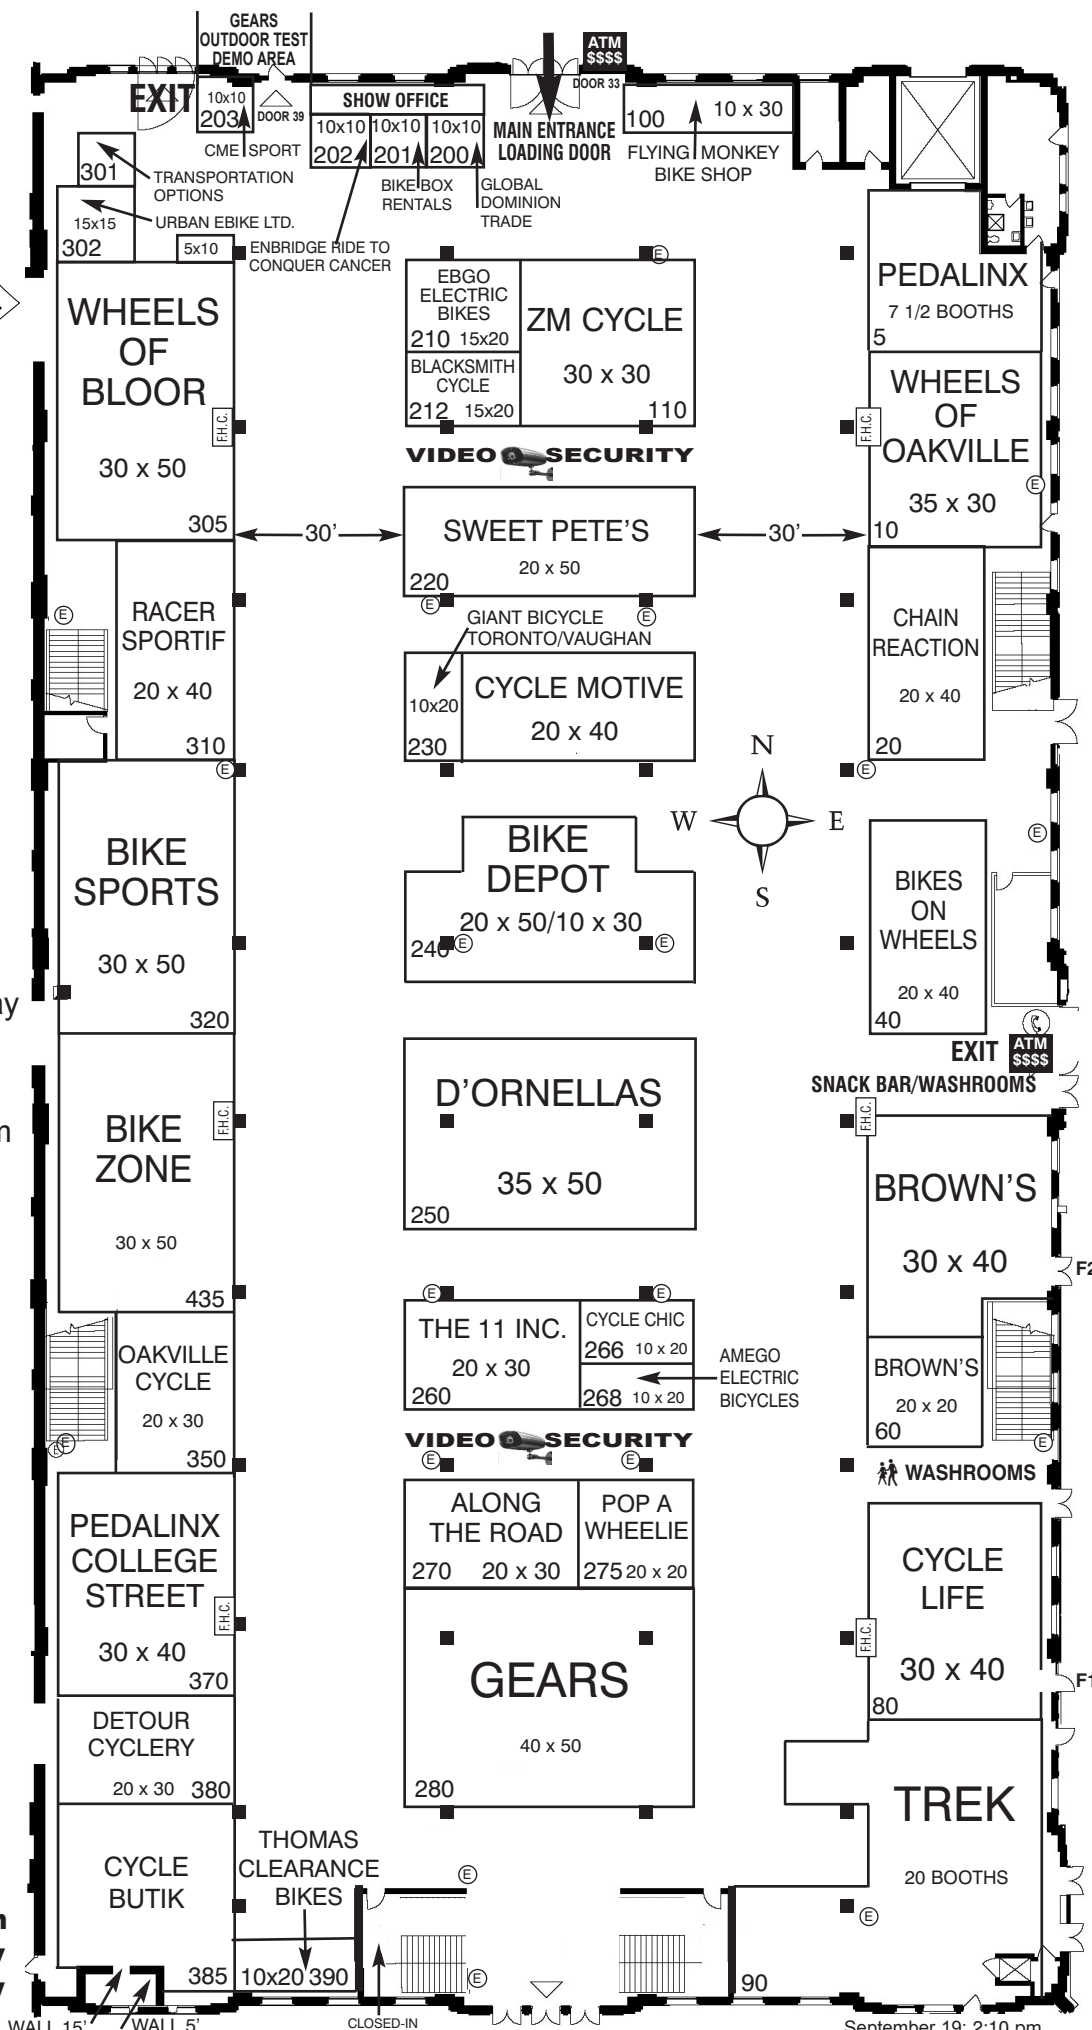 GEARS
OUTDOOR TEST
DEMO AREA
ATM
$$$$
DOOR 33
EXIT
10x10
203
DOOR 39
CME SPORT
SHOW OFFICE
10x10
202
10x10
201
10x10
200
MAIN ENTRANCE
LOADING DOOR
100
10 x 30
FLYING MONKEY
BIKE SHOP
301
TRANSPORTATION
OPTIONS
BIKE BOX
RENTALS
GLOBAL
DOMINION
TRADE
15x15
302
URBAN EBIKE LTD.
5x10
ENBRIDGE RIDE TO
CONQUER CANCER
E
PEDALINX
7 1/2 BOOTHS
5
WHEELS
OF
BLOOR
F.H.C.
30 x 50
305
EBGO
ELECTRIC
BIKES
210 15x20
BLACKSMITH
CYCLE
212 15x20
ZM CYCLE
30 x 30
110
WHEELS
OF
OAKVILLE
F.H.C.
35 x 30
E
10
VIDEO SECURITY
30'
SWEET PETE'S
20 x 50
220
30'
E
E
E
RACER
SPORTIF
20 x 40
310
GIANT BICYCLE
TORONTO/VAUGHAN
10x20
230
CYCLE MOTIVE
20 x 40
CHAIN
REACTION
20 x 40
20
E
E
N
W
E
S
E
BIKE
SPORTS
30 x 50
320
BIKE
DEPOT
20 x 50/10 x 30
240
E
E
BIKES
ON
WHEELS
20 x 40
40
ay
EXIT
ATM
$$$$
SNACK BAR/WASHROOMS
m
F.H.C.
BIKE
ZONE
30 x 50
435
D'ORNELLAS
35 x 50
250
F.H.C.
BROWN'S
30 x 40
F2
E
E
OAKVILLE
CYCLE
20 x 30
350
E
E
THE 11 INC.
20 x 30
260
CYCLE CHIC
266 10 x 20
268 10 x 20
AMEGO
ELECTRIC
BICYCLES
BROWN'S
20 x 20
60
E
VIDEO SECURITY
E
E
WASHROOMS
PEDALINX
COLLEGE
STREET
F.H.C.
30 x 40
370
ALONG
THE ROAD
270 20 x 30
POP A
WHEELIE
275 20 x 20
CYCLE
LIFE
F.H.C.
30 x 40
80
F1
GEARS
40 x 50
280
DETOUR
CYCLERY
20 x 30 380
TREK
20 BOOTHS
90
CYCLE
BUTIK
385
THOMAS
CLEARANCE
BIKES
10x20 390
E
E
E
WALL 15'
WALL 5'
CLOSED-IN
September 19; 2:10 pm